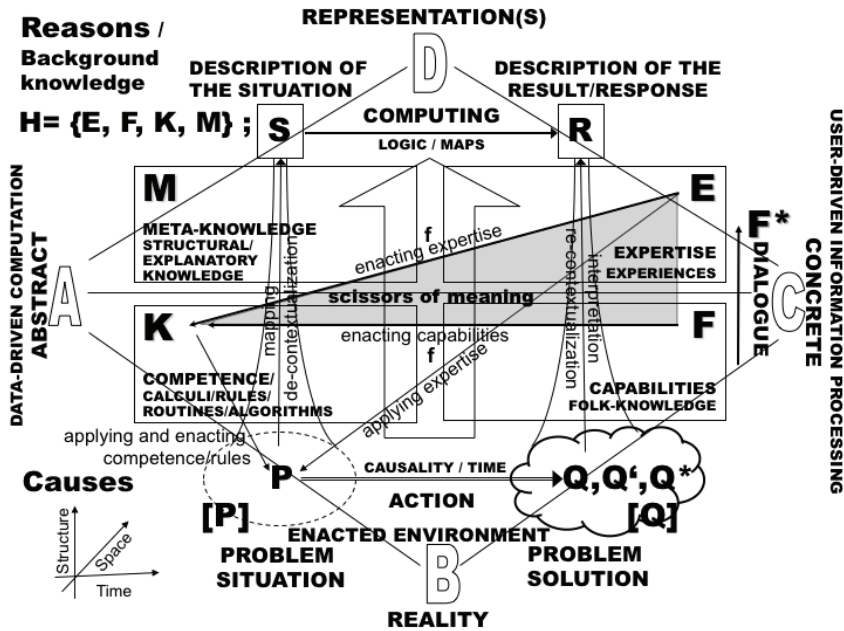 REPRESENTATION(S)
Reasons /
Background
knowledge
D
DESCRIPTION OF
THE SITUATION
DESCRIPTION OF THE
RESULT/RESPONSE
H= {E, F, K, M} ;
S
COMPUTING
LOGIC / MAPS
R
M
META-KNOWLEDGE
STRUCTURAL/
EXPLANATORY
KNOWLEDGE
E
EXPERTISE
EXPERIENCES
f
enacting expertise
scissors of meaning
mapping
de-contextualization
re-contextualization
interpretation
F*
DIALOGUE
DATA-DRIVEN COMPUTATION
ABSTRACT
A
C
CONCRETE
USER-DRIVEN INFORMATION PROCESSING
K
COMPETENCE/
CALCULI/RULES/
ROUTINES/ALGORITHMS
enacting capabilities
f
F
CAPABILITIES
FOLK-KNOWLEDGE
applying expertise
applying and enacting
competence/rules
Causes
P
CAUSALITY / TIME
ACTION
Q,Q‘,Q*
[P]
[Q]
ENACTED ENVIRONMENT
PROBLEM
SITUATION
PROBLEM
SOLUTION
B
REALITY
Structure
Space
Time